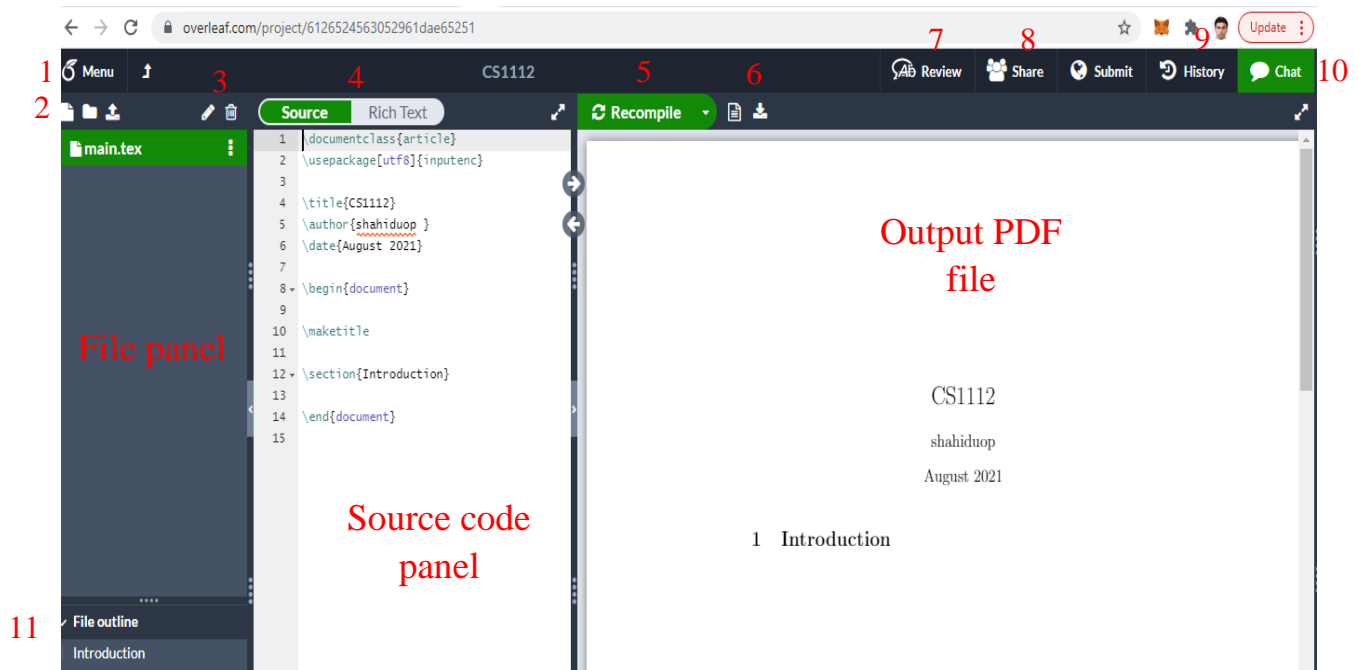 overleaf.com/project/6126524563052961dae65251
Update
7
8
9
1 Menu CS1112 Review Share Submit History Chat 10
3
4
5
6
2
Source Rich Text Recompile
main.tex
1 \documentclass{article}
2 \usepackage[utf8]{inputenc}
3
4 \title{CS1112}
5 \author{shahiduop }
6 \date{August 2021}
7
8 \begin{document}
9
10 \maketitle
11
12 \section{Introduction}
13
14 \end{document}
15
File panel
Source code
panel
Output PDF
file
CS1112
shahiduop
August 2021
1 Introduction
11 File outline
Introduction